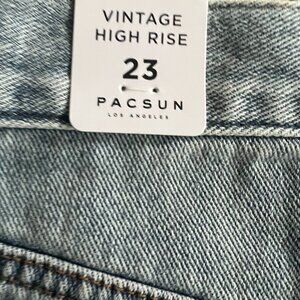 VINTAGE
HIGH RISE
23
PACSUN
LOS ANGELES